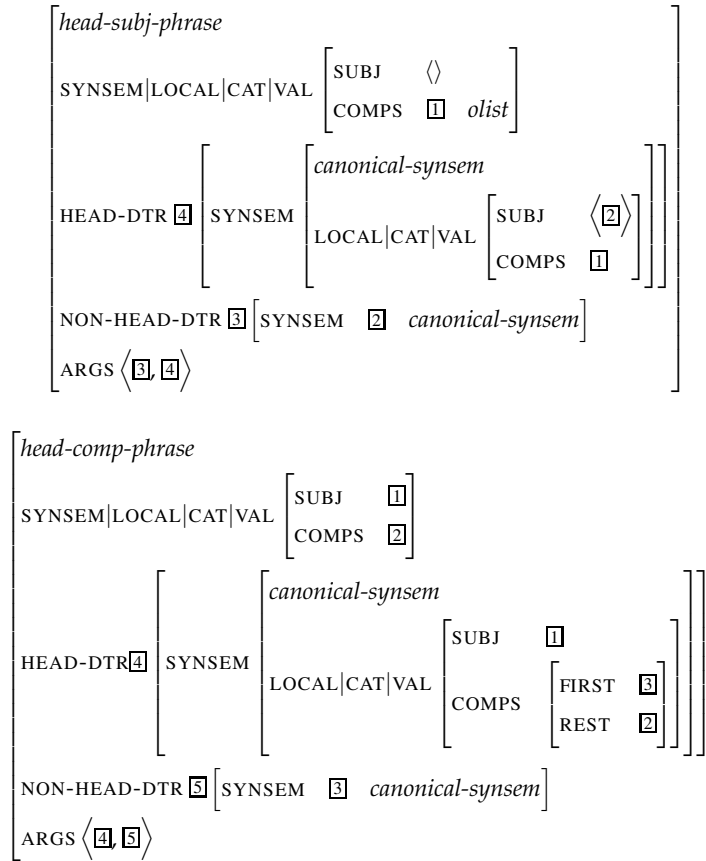 head-subj-phrase
SYNSEM|LOCAL|CAT|VAL [SUBJ ⟨⟩
COMPS [1] olist]
HEAD-DTR [4] [SYNSEM [canonical-synsem
LOCAL|CAT|VAL [SUBJ ⟨[2]⟩
COMPS [1]]]]
NON-HEAD-DTR [3] [SYNSEM [2] canonical-synsem]
ARGS ⟨[3], [4]⟩
head-comp-phrase
SYNSEM|LOCAL|CAT|VAL [SUBJ [1]
COMPS [2]]
HEAD-DTR[4] [SYNSEM [canonical-synsem
LOCAL|CAT|VAL [SUBJ [1]
COMPS [FIRST [3]
REST [2]]]]]
NON-HEAD-DTR [5] [SYNSEM [3] canonical-synsem]
ARGS ⟨[4], [5]⟩